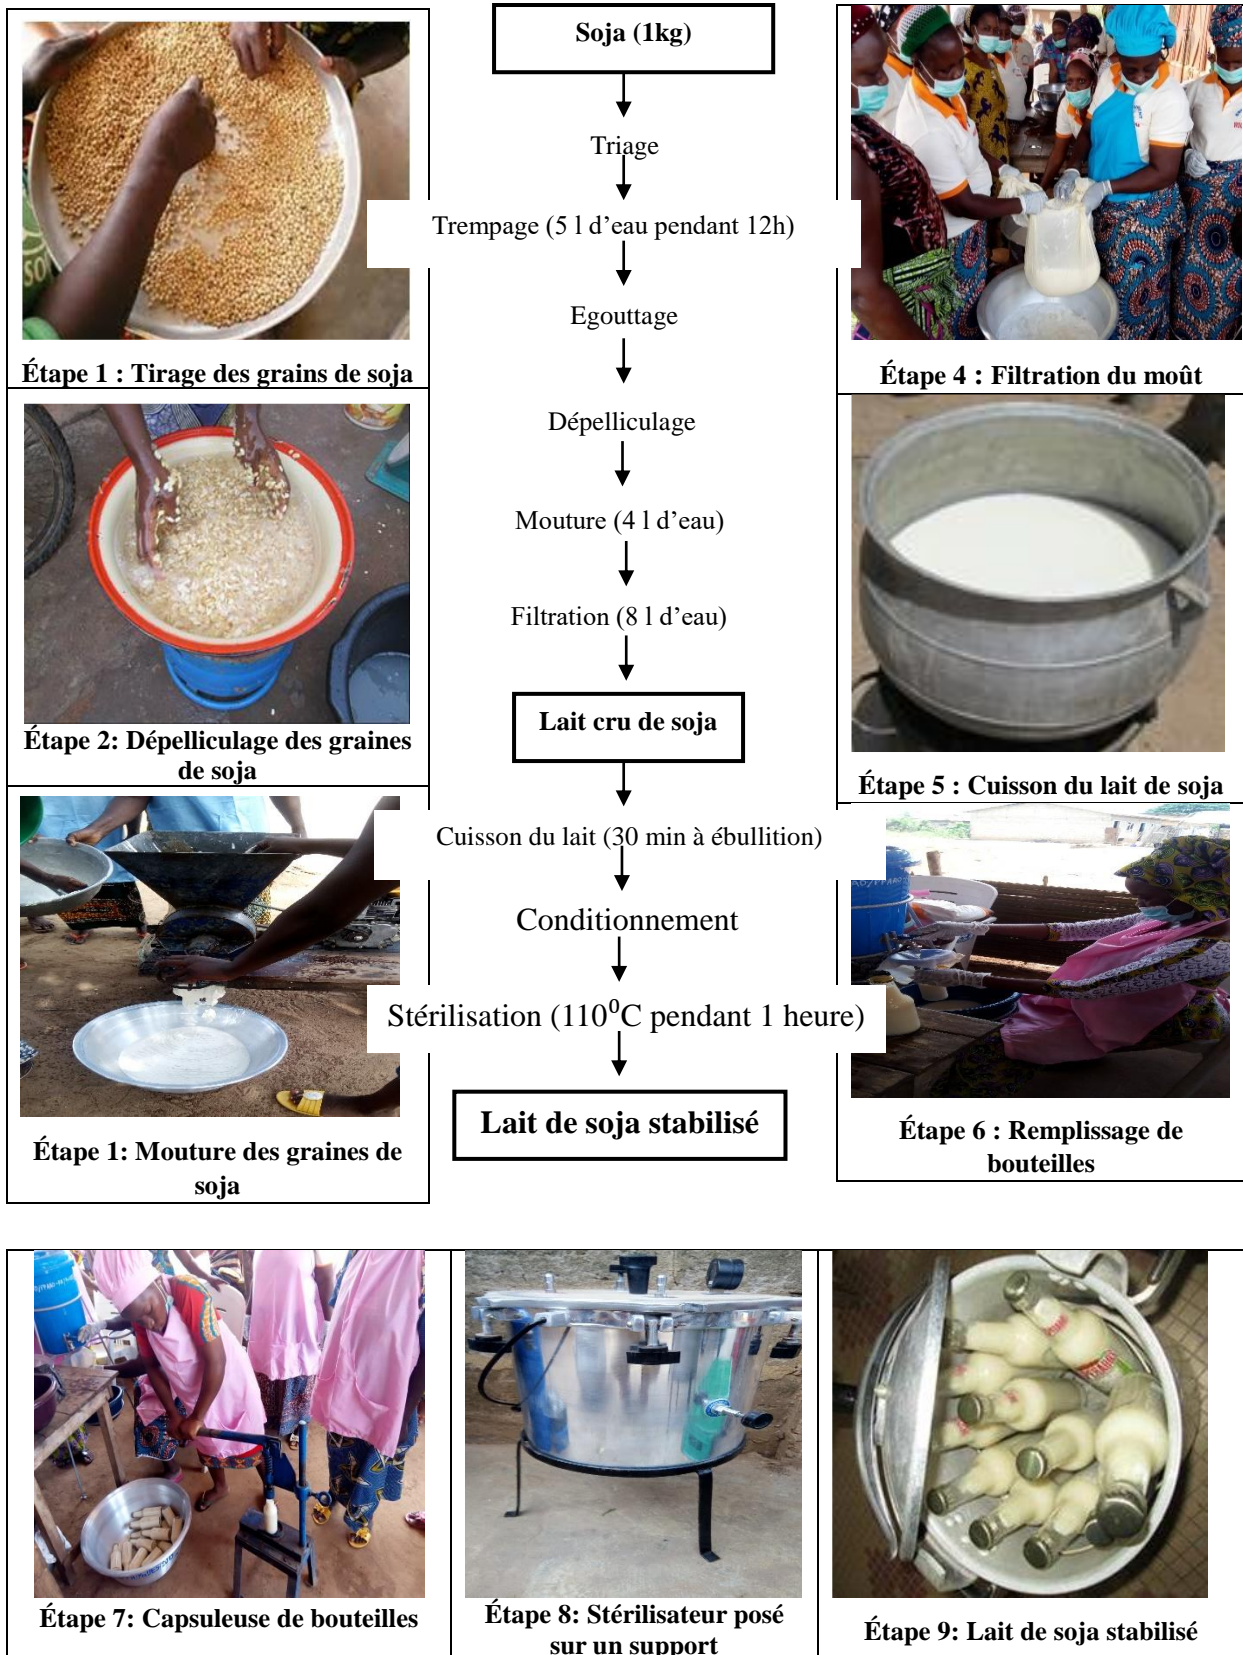 Soja (1kg)
Triage
Trempage (5 l d’eau pendant 12h)
Egouttage
Dépelliculage
Mouture (4 l d’eau)
Filtration (8 l d’eau)
Lait cru de soja
Cuisson du lait (30 min à ébullition)
Conditionnement
Stérilisation (110⁰C pendant 1 heure)
Lait de soja stabilisé
Étape 1 : Tirage des grains de soja
Étape 2: Dépelliculage des graines
de soja
Étape 1: Mouture des graines de
soja
Étape 4 : Filtration du moût
Étape 5 : Cuisson du lait de soja
Étape 6 : Remplissage de
bouteilles
Étape 7: Capsuleuse de bouteilles
Étape 8: Stérilisateur posé
sur un support
Étape 9: Lait de soja stabilisé